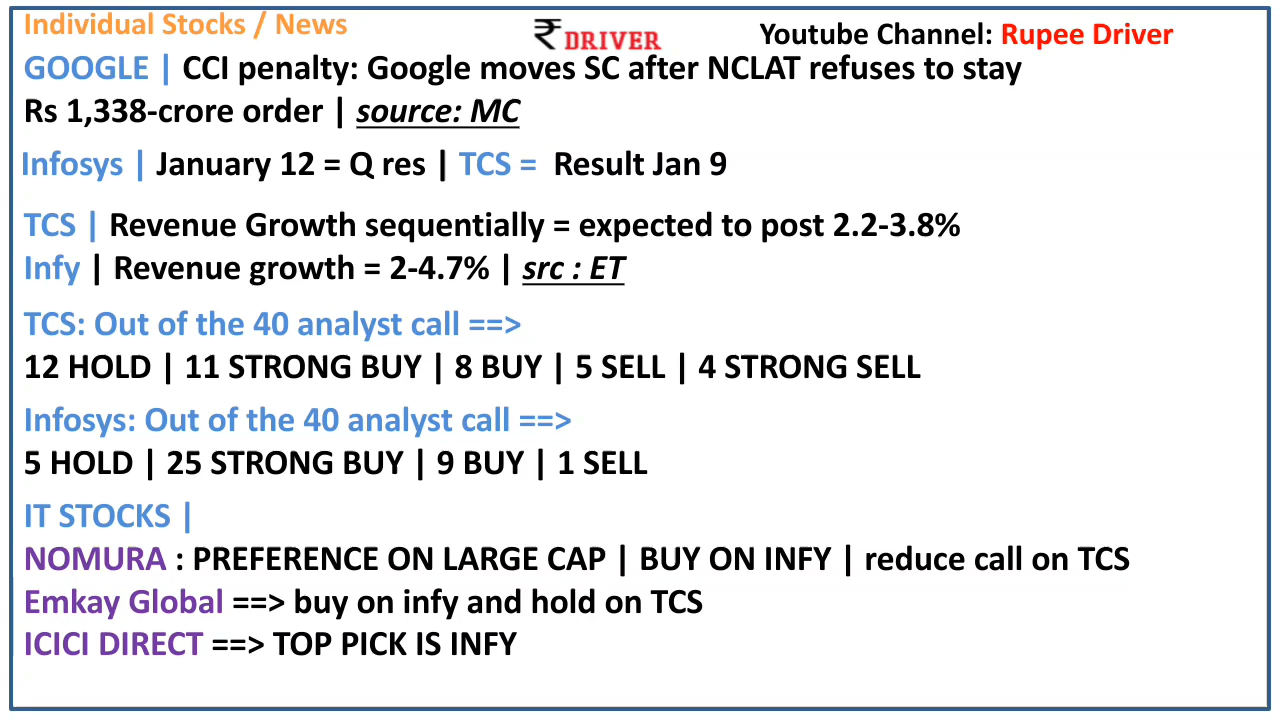 Individual Stocks / News
₹ DRIVER
Youtube Channel: Rupee Driver
GOOGLE | CCI penalty: Google moves SC after NCLAT refuses to stay
Rs 1,338-crore order | source: MC
Infosys | January 12 = Q res | TCS = Result Jan 9
TCS | Revenue Growth sequentially = expected to post 2.2-3.8%
Infy | Revenue growth = 2-4.7% | src : ET
TCS: Out of the 40 analyst call ==>
12 HOLD | 11 STRONG BUY | 8 BUY | 5 SELL | 4 STRONG SELL
Infosys: Out of the 40 analyst call ==>
5 HOLD | 25 STRONG BUY | 9 BUY | 1 SELL
IT STOCKS |
NOMURA : PREFERENCE ON LARGE CAP | BUY ON INFY | reduce call on TCS
Emkay Global ==> buy on infy and hold on TCS
ICICI DIRECT ==> TOP PICK IS INFY